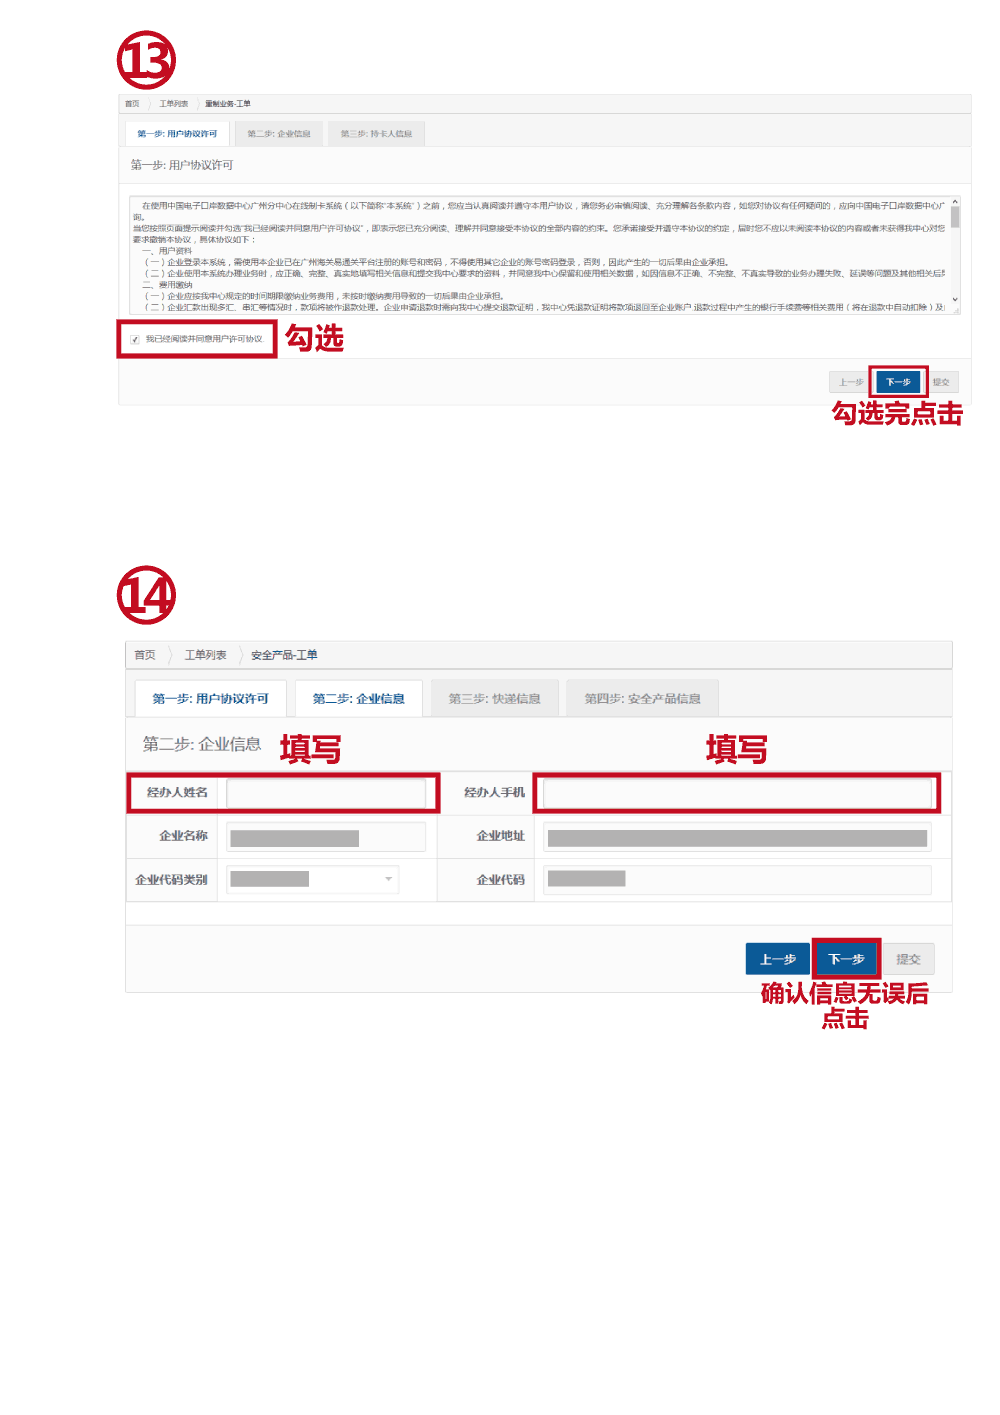 ⑬
首页 工单列表 重制业务-工单
第一步: 用户协议许可 第二步: 企业信息 第三步: 持卡人信息
第一步: 用户协议许可
在使用中国电子口岸数据中心广州分中心在线制卡系统（以下简称“本系统”）之前，您应当认真阅读并遵守本用户协议，请您务必审慎阅读、充分理解各条款内容，如您对协议有任何疑问的，应向中国电子口岸数据中心广
询。
当您按照页面提示阅读并勾选“我已经阅读并同意用户许可协议”，即表示您已充分阅读、理解并同意接受本协议的全部内容的约束。您承诺接受并遵守本协议的约定，届时您不应以未阅读本协议的内容或者未获得我中心对您
要求撤销本协议，具体协议如下：
一、用户资料
（一）企业登录本系统，需使用本企业已在广州海关易通关平台注册的账号和密码，不得使用其它企业的账号密码登录，否则，因此产生的一切后果由企业承担。
（二）企业使用本系统办理业务时，应正确、完整、真实地填写相关信息和提交我中心要求的资料，并同意我中心保留和使用相关数据，如因信息不正确、不完整、不真实导致的业务办理失败、延误等问题及其他相关后果
二、费用缴纳
（一）企业应按我中心规定的时间期限缴纳业务费用，未按时缴纳费用导致的一切后果由企业承担。
（二）企业汇款出现多汇、串汇等情况时，款项将被作退款处理。企业申请退款时需向我中心提交退款证明，我中心凭退款证明将款项退回至企业账户.退款过程中产生的银行手续费等相关费用（将在退款中自动扣除）及
我已经阅读并同意用户许可协议 勾选
上一步 下一步 提交
勾选完点击
⑭
首页 工单列表 安全产品-工单
第一步: 用户协议许可 第二步: 企业信息 第三步: 快递信息 第四步: 安全产品信息
第二步: 企业信息 填写 填写
经办人姓名 经办人手机
企业名称 企业地址
企业代码类别 企业代码
上一步 下一步 提交
确认信息无误后
点击